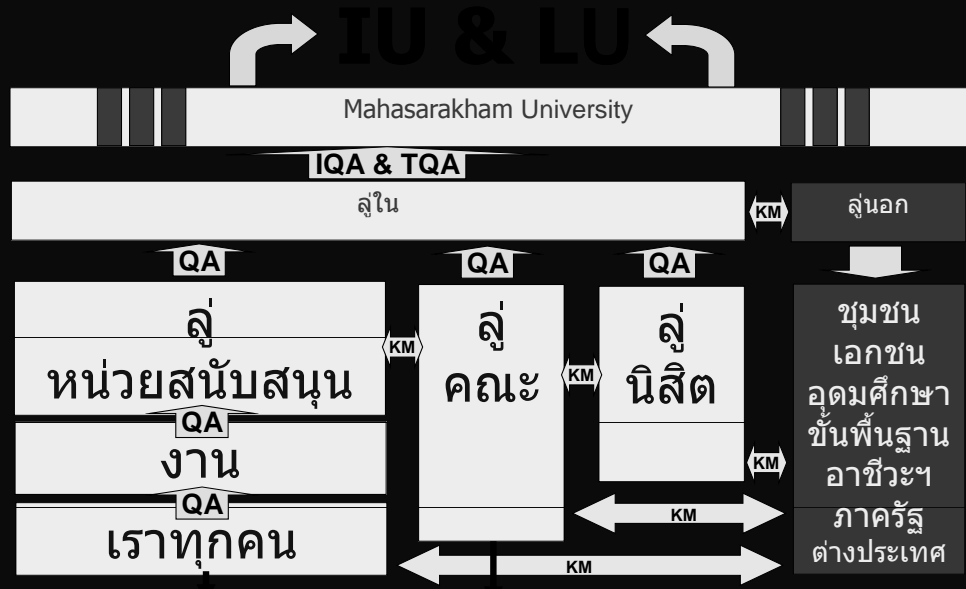 IU & LU
Mahasarakham University
IQA & TQA
ลู่ใน
KM
ลู่นอก
QA
QA
QA
ลู่
หน่วยสนับสนุน
KM
ลู่
คณะ
KM
ลู่
นิสิต
QA
งาน
QA
เราทุกคน
KM
KM
KM
ชุมชน
เอกชน
อุดมศึกษา
ขั้นพื้นฐาน
อาชีวะฯ
ภาครัฐ
ต่างประเทศ